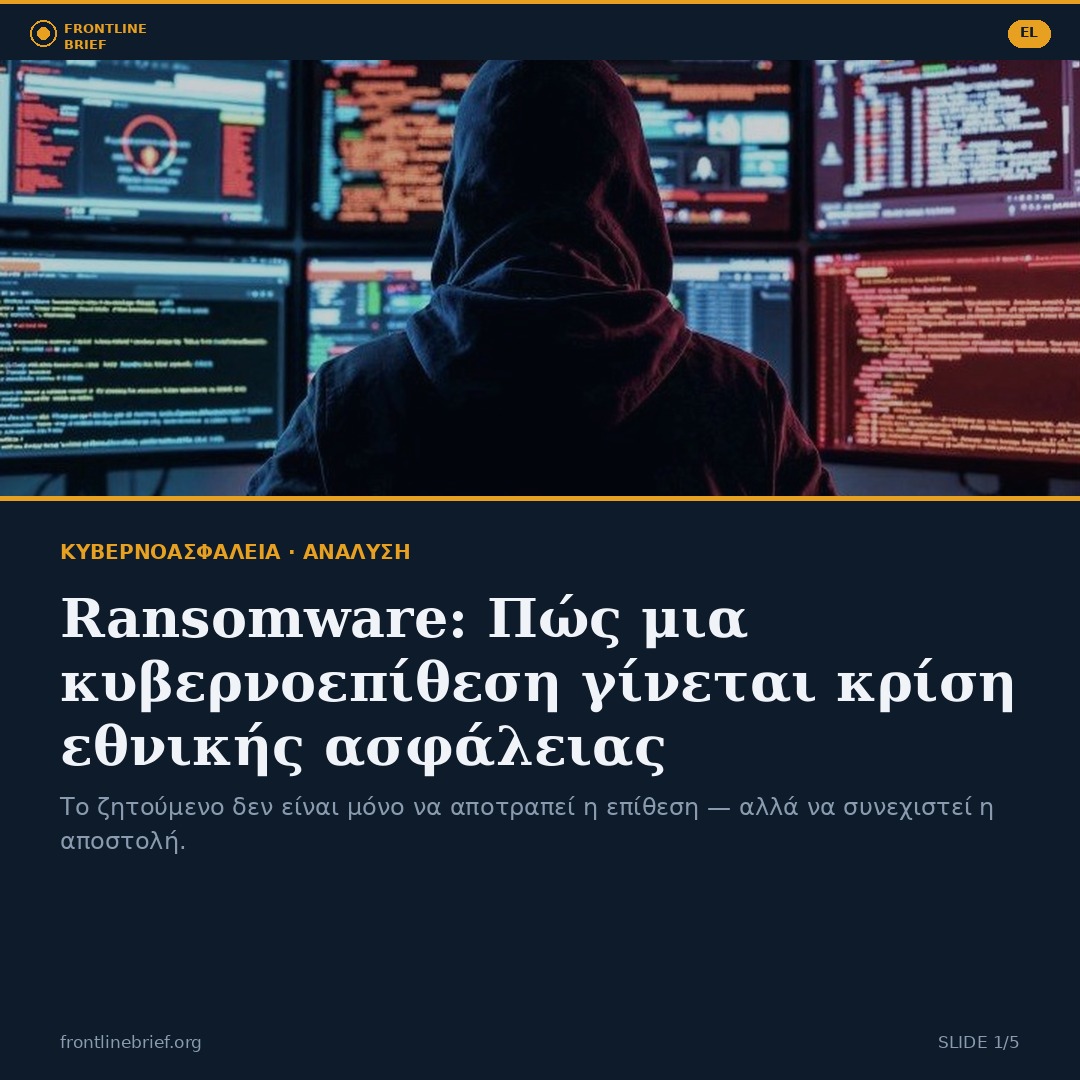 FRONTLINE
BRIEF
EL
ΚΥΒΕΡΝΟΑΣΦΑΛΕΙΑ · ΑΝΑΛΥΣΗ
Ransomware: Πώς μια
κυβερνοεπίθεση γίνεται κρίση
εθνικής ασφάλειας
Το ζητούμενο δεν είναι μόνο να αποτραπεί η επίθεση — αλλά να συνεχιστεί η
αποστολή.
frontlinebrief.org
SLIDE 1/5